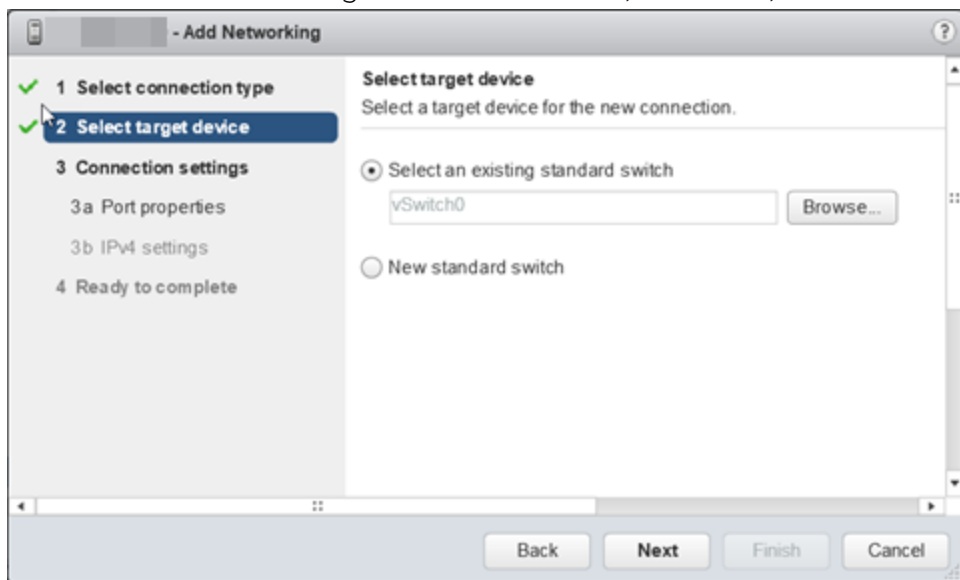 - Add Networking
?
1 Select connection type
2 Select target device
3 Connection settings
3a Port properties
3b IPv4 settings
4 Ready to complete
Select target device
Select a target device for the new connection.
Select an existing standard switch
vSwitch0
Browse...
New standard switch
Back
Next
Finish
Cancel